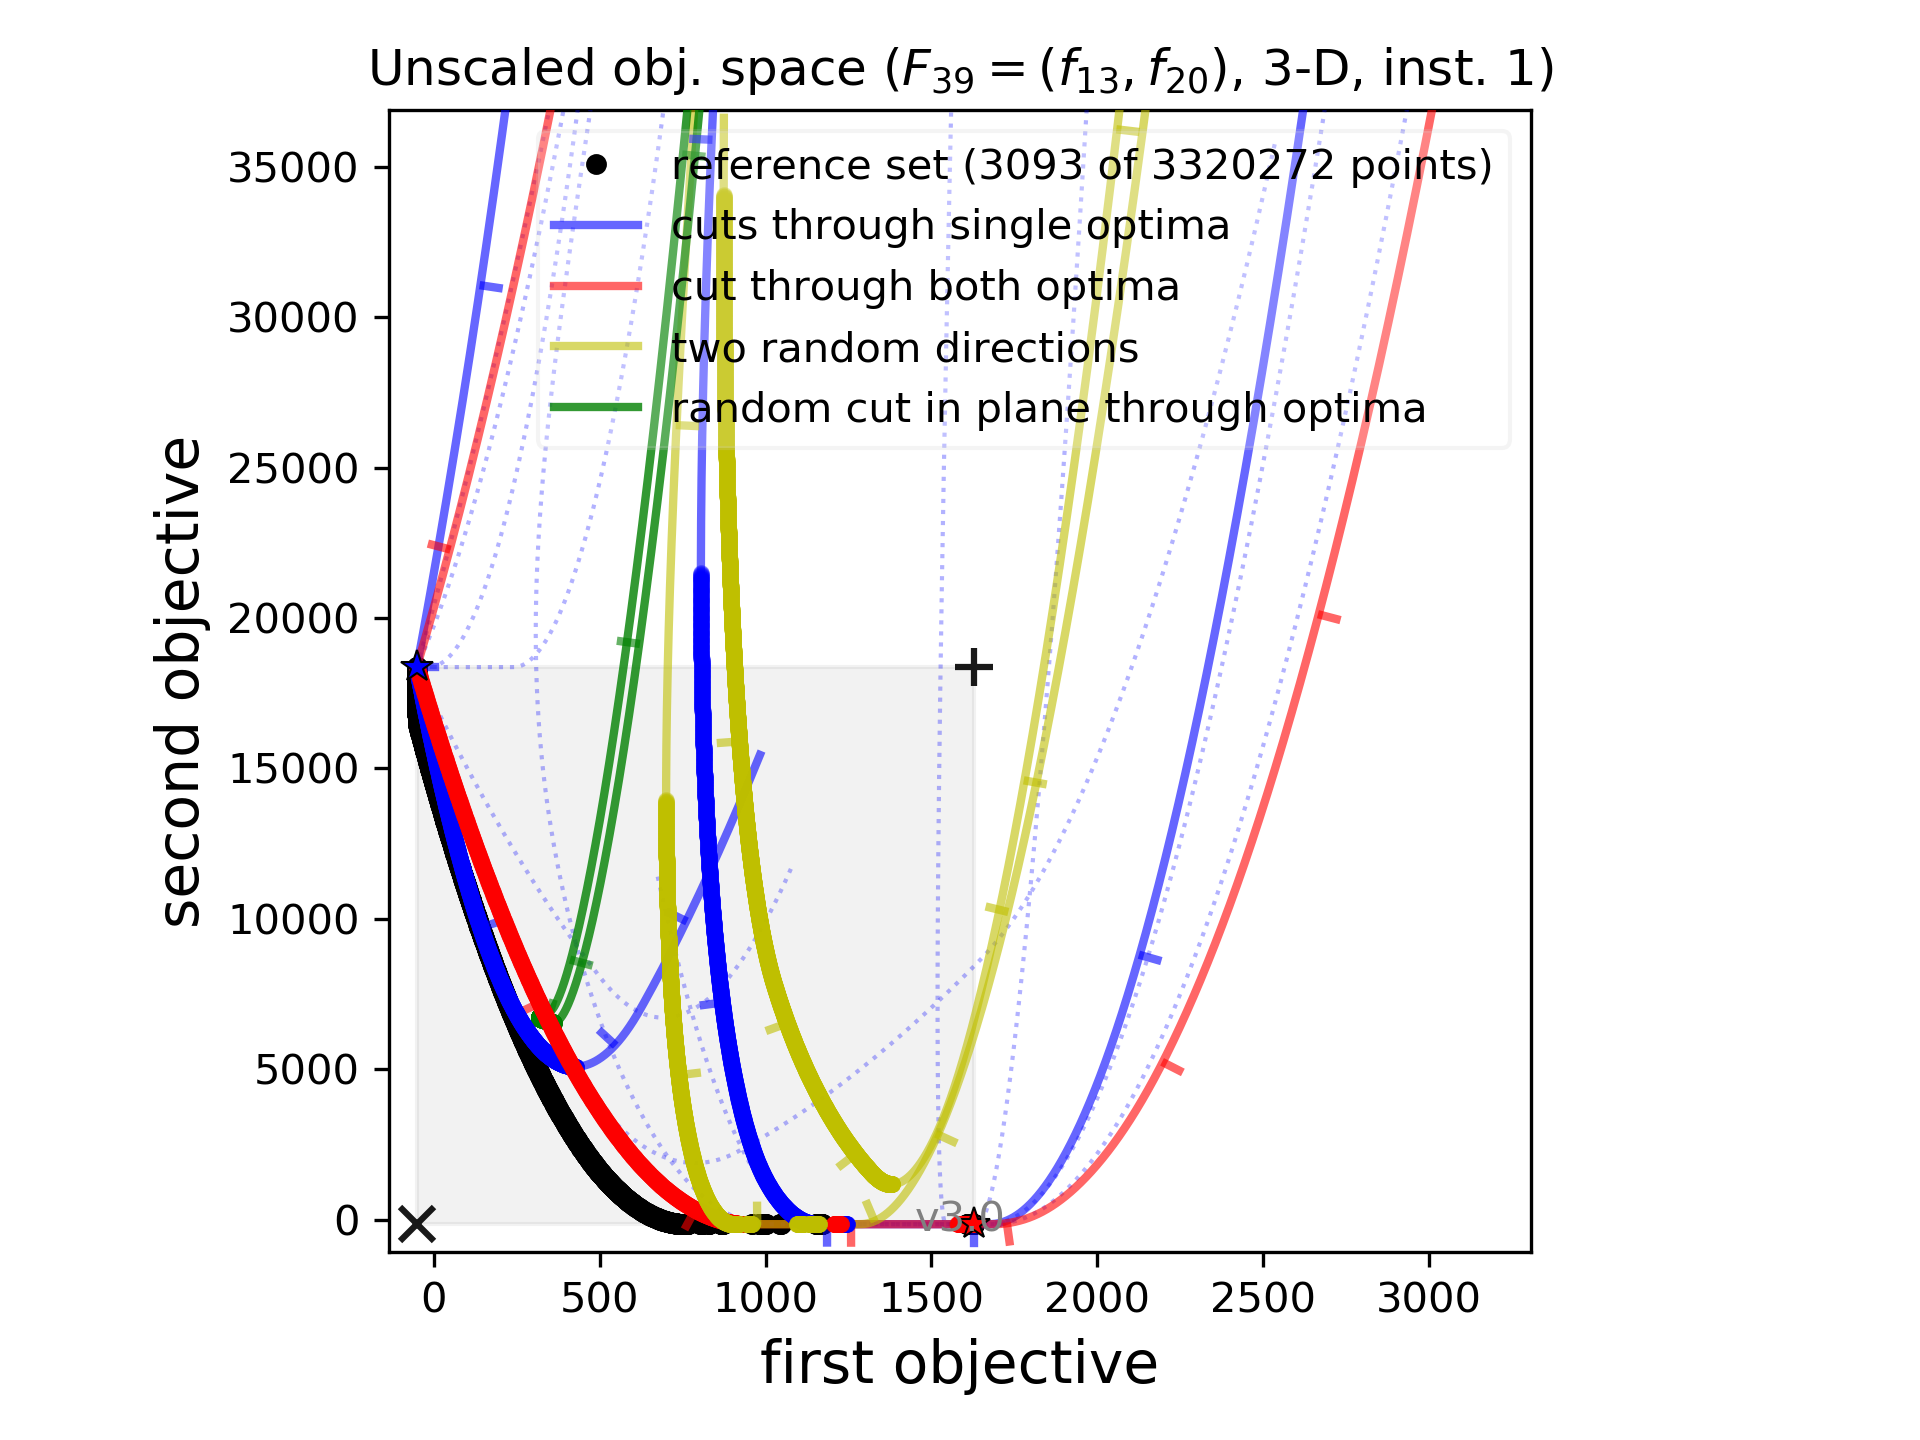 Unscaled obj. space (F39 = (f13, f20), 3-D, inst. 1)
reference set (3093 of 3320272 points)
cuts through single optima
cut through both optima
two random directions
random cut in plane through optima
35000
30000
25000
20000
15000
10000
5000
0
second objective
v3.0
0 500 1000 1500 2000 2500 3000
first objective